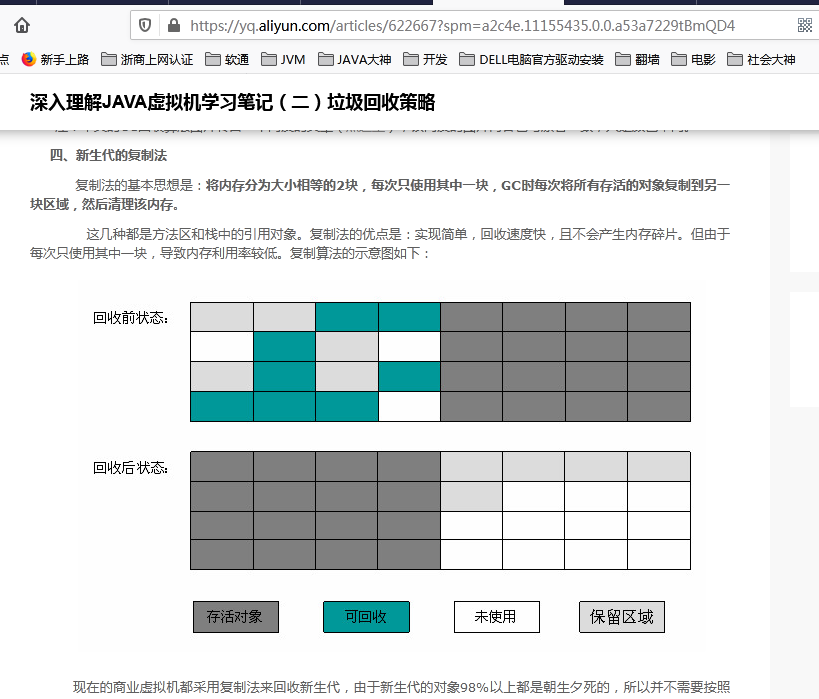 https://yq.aliyun.com/articles/622667?spm=a2c4e.11155435.0.0.a53a7229tBmQD4
点 新手上路 浙商上网认证 软通 JVM JAVA大神 开发 DELL电脑官方驱动安装 翻墙 电影 社会大神
深入理解JAVA虚拟机学习笔记（二）垃圾回收策略
四、新生代的复制法
复制法的基本思想是：将内存分为大小相等的2块，每次只使用其中一块，GC时每次将所有存活的对象复制到另一
块区域，然后清理该内存。
这几种都是方法区和栈中的引用对象。复制法的优点是：实现简单，回收速度快，且不会产生内存碎片。但由于
每次只使用其中一块，导致内存利用率较低。复制算法的示意图如下：
回收前状态：
回收后状态：
存活对象 可回收 未使用 保留区域
现在的商业虚拟机都采用复制法来回收新生代，由于新生代的对象98%以上都是朝生夕死的，所以并不需要按照